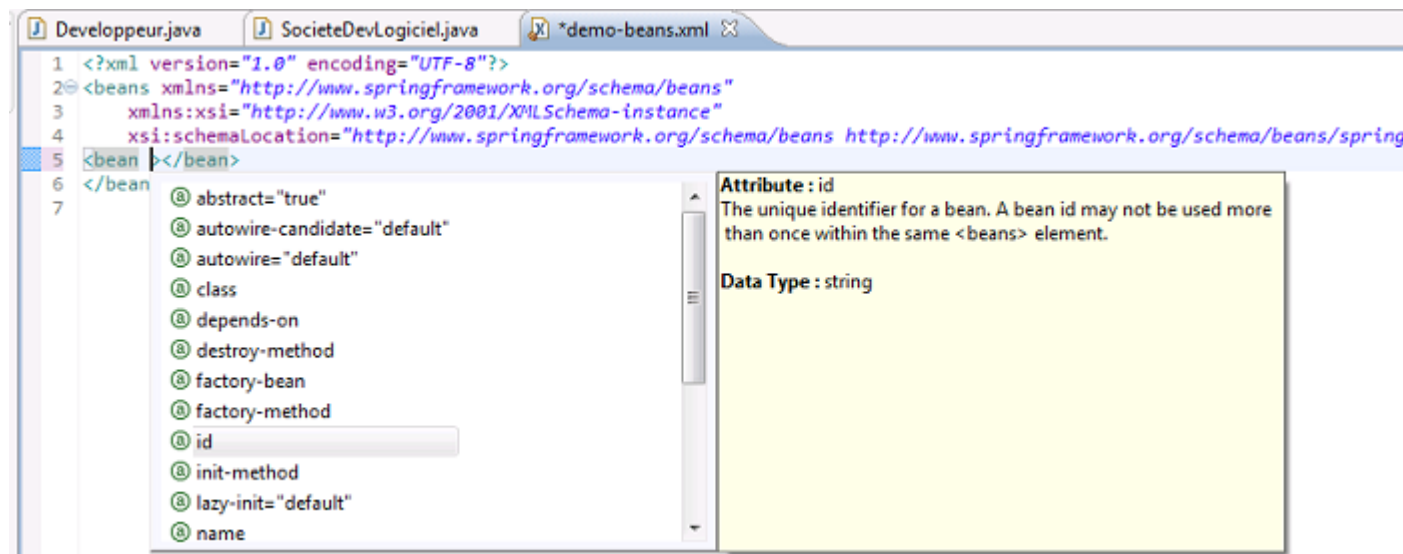 Developpeur.java SocieteDevLogiciel.java *demo-beans.xml
1 <?xml version="1.0" encoding="UTF-8"?>
2 <beans xmlns="http://www.springframework.org/schema/beans"
3 xmlns:xsi="http://www.w3.org/2001/XMLSchema-instance"
4 xsi:schemaLocation="http://www.springframework.org/schema/beans http://www.springframework.org/schema/beans/spring
5 <bean ></bean>
6 </bean
7
abstract="true"
autowire-candidate="default"
autowire="default"
class
depends-on
destroy-method
factory-bean
factory-method
id
init-method
lazy-init="default"
name
Attribute : id
The unique identifier for a bean. A bean id may not be used more
than once within the same <beans> element.
Data Type : string